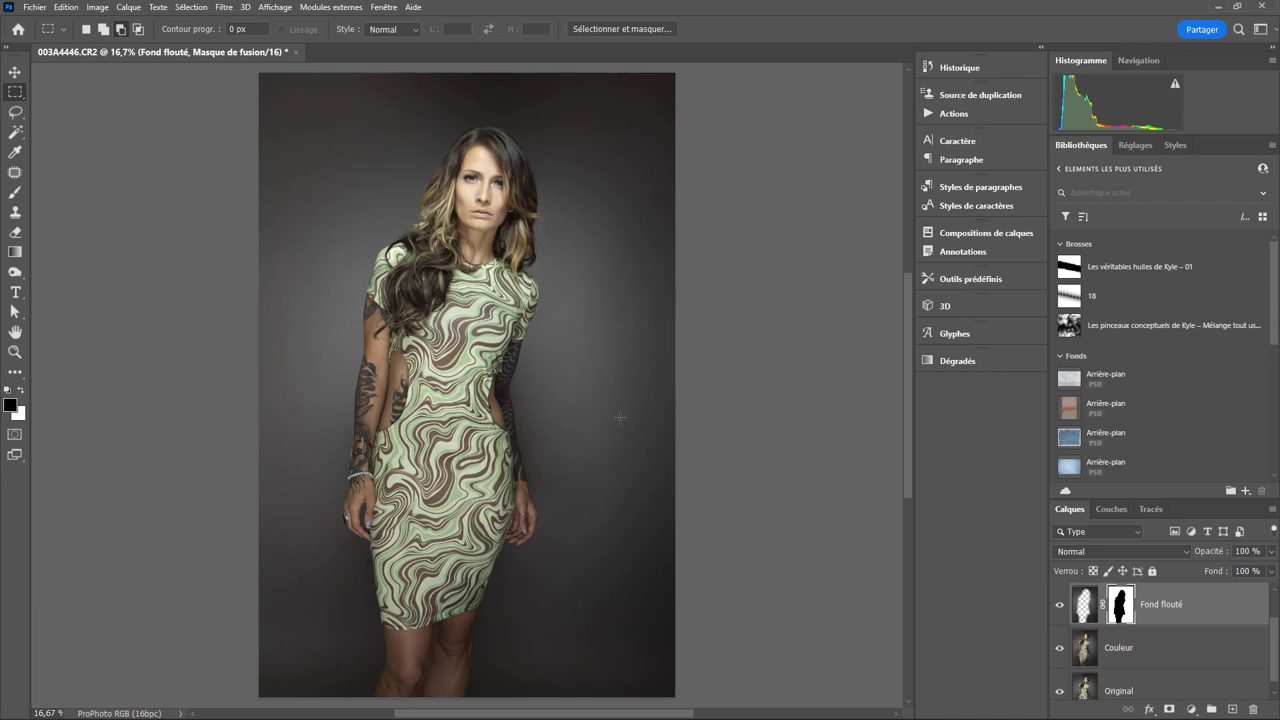 Ps Fichier Edition Image Calque Texte Sélection Filtre 3D Affichage Modules externes Fenêtre Aide
Contour progr. : 0 px Lissage Style : Normal L : H : Sélectionner et masquer... Partager
003A4446.CR2 @ 16,7% (Fond flouté, Masque de fusion/16) * ×
Historique
Source de duplication
Actions
Caractère
Paragraphe
Styles de paragraphes
Styles de caractères
Compositions de calques
Annotations
Outils prédéfinis
3D
Glyphes
Dégradés
Histogramme Navigation
Bibliothèques Réglages Styles
ELEMENTS LES PLUS UTILISÉS
Bibliothèque active
Brosses
Les véritables huiles de Kyle – 01
18
Les pinceaux conceptuels de Kyle – Mélange tout us...
Fonds
Arrière-plan
PSD
Arrière-plan
PSD
Arrière-plan
PSD
Arrière-plan
PSD
Calques Couches Tracés
Type
Normal Opacité : 100 %
Verrou : Fond : 100 %
Fond flouté
Couleur
Original
16,67 % ProPhoto RGB (16bpc)